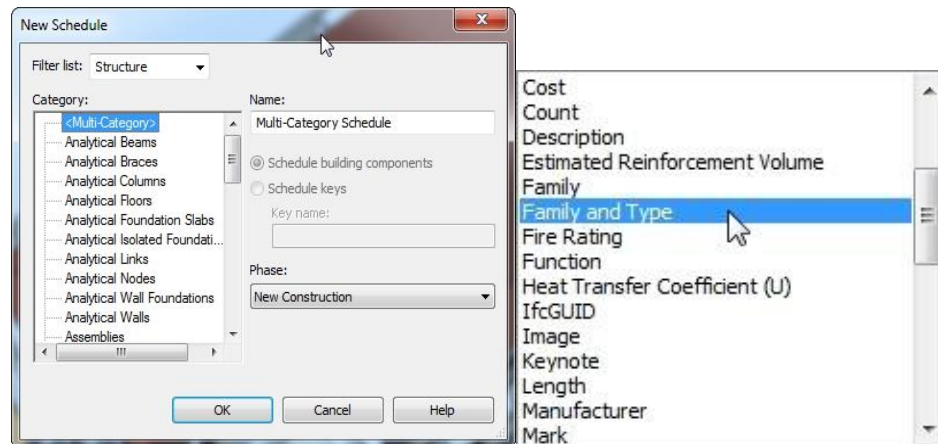 New Schedule
Filter list: Structure
Category:
<Multi-Category>
Analytical Beams
Analytical Braces
Analytical Columns
Analytical Floors
Analytical Foundation Slabs
Analytical Isolated Foundati...
Analytical Links
Analytical Nodes
Analytical Wall Foundations
Analytical Walls
Assemblies
Name:
Multi-Category Schedule
Schedule building components
Schedule keys
Key name:
Phase:
New Construction
OK Cancel Help
Cost
Count
Description
Estimated Reinforcement Volume
Family
Family and Type
Fire Rating
Function
Heat Transfer Coefficient (U)
IfcGUID
Image
Keynote
Length
Manufacturer
Mark